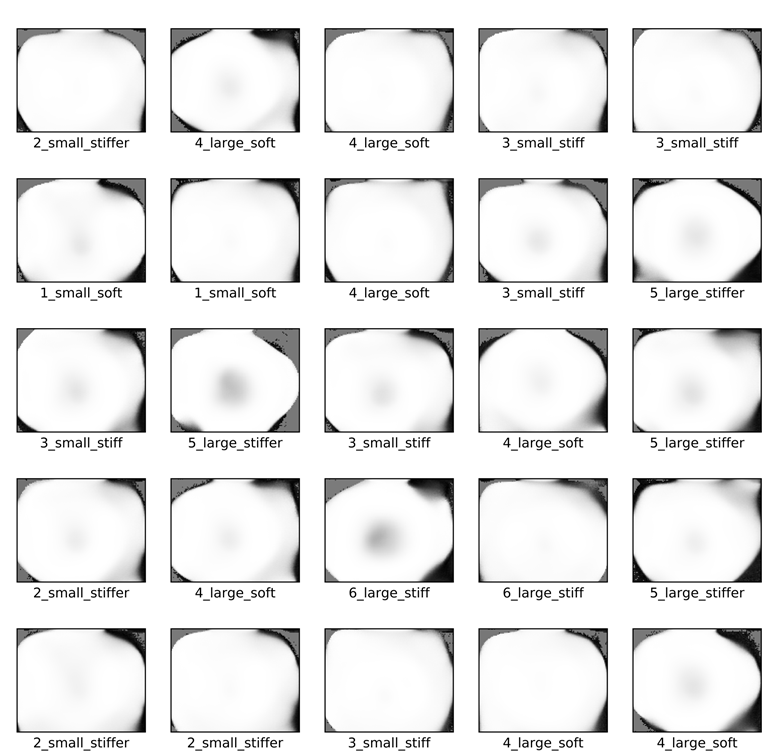 2_small_stiffer 4_large_soft 4_large_soft 3_small_stiff 3_small_stiff
1_small_soft 1_small_soft 4_large_soft 3_small_stiff 5_large_stiffer
3_small_stiff 5_large_stiffer 3_small_stiff 4_large_soft 5_large_stiffer
2_small_stiffer 4_large_soft 6_large_stiff 6_large_stiff 5_large_stiffer
2_small_stiffer 2_small_stiffer 3_small_stiff 4_large_soft 4_large_soft